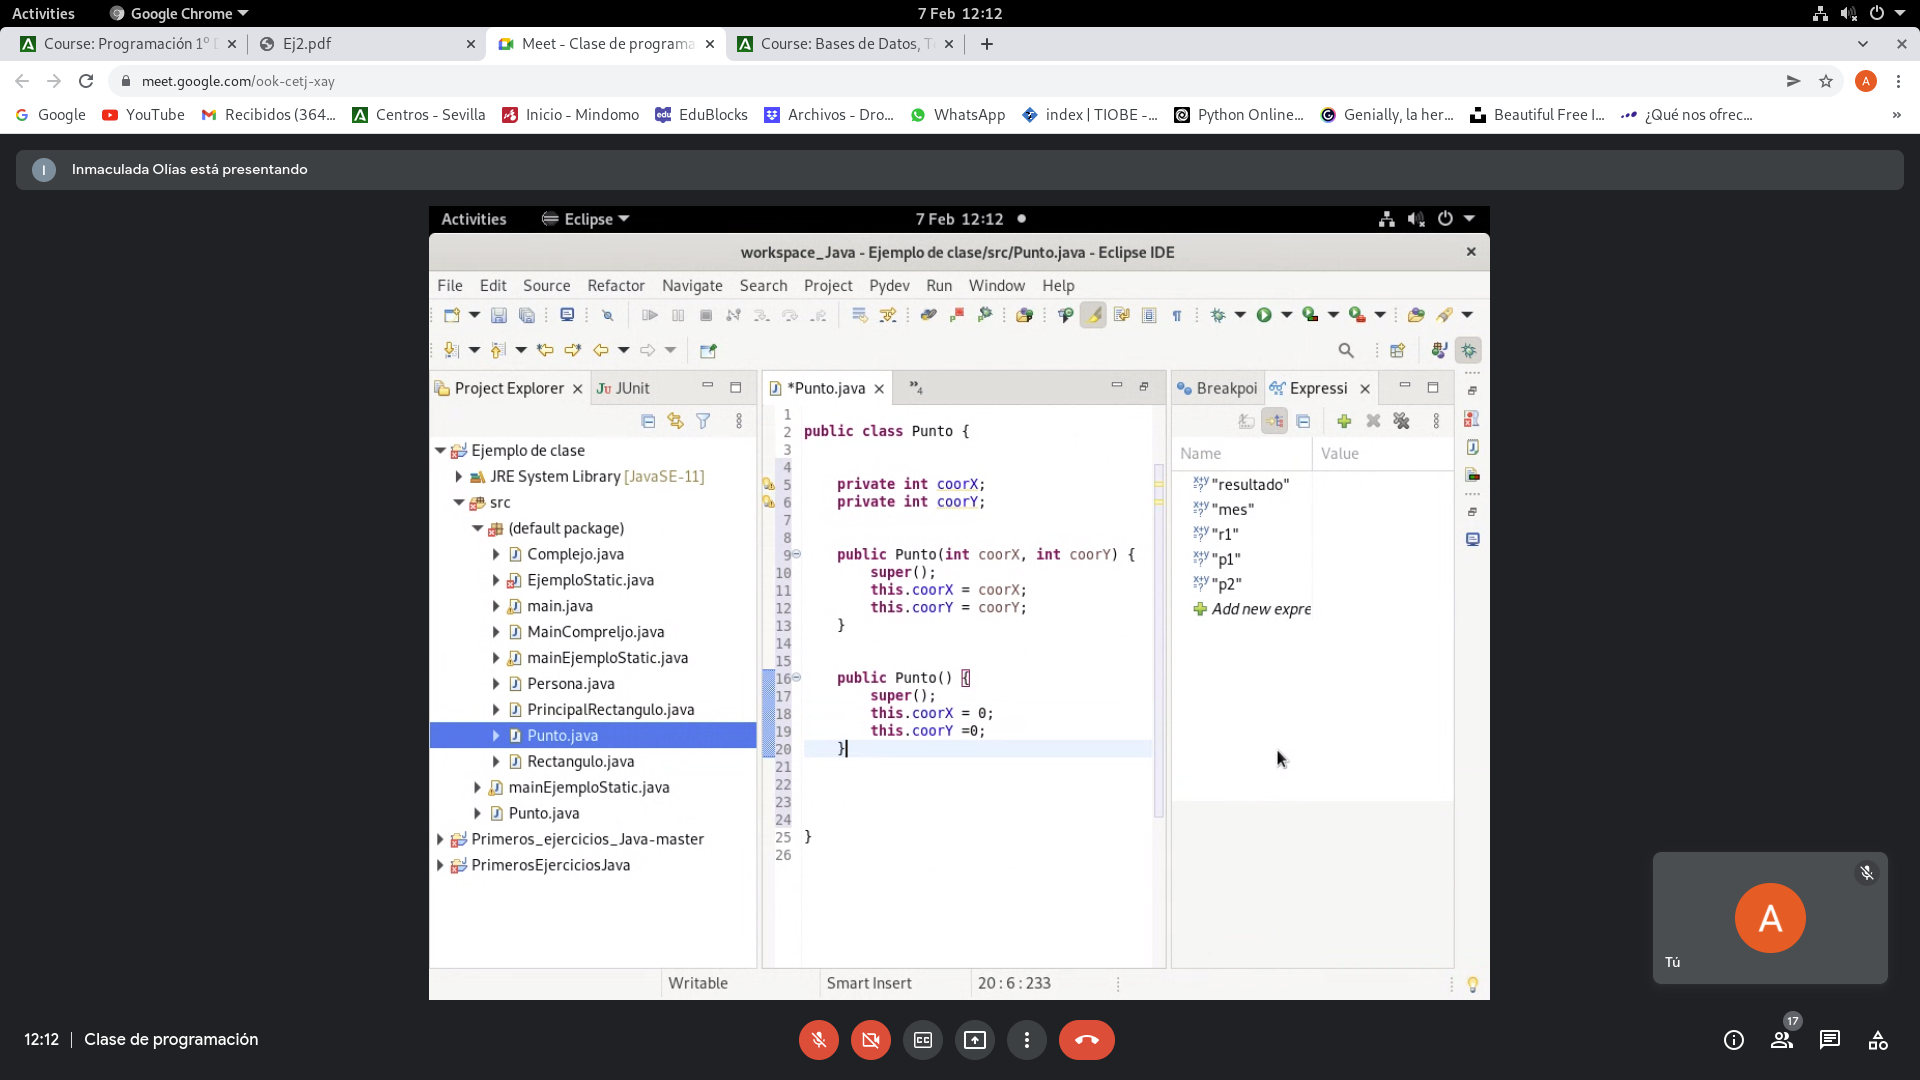 Activities
Google Chrome
7 Feb 12:12
Course: Programación 1º
Ej2.pdf
Meet - Clase de programa
Course: Bases de Datos, T
meet.google.com/ook-cetj-xay
A
Google
YouTube
Recibidos (364...
Centros - Sevilla
Inicio - Mindomo
EduBlocks
Archivos - Dro...
WhatsApp
index | TIOBE -...
Python Online...
Genially, la her...
Beautiful Free I...
¿Qué nos ofrec...
»
I
Inmaculada Olías está presentando
Activities
Eclipse
7 Feb 12:12
workspace_Java - Ejemplo de clase/src/Punto.java - Eclipse IDE
File Edit Source Refactor Navigate Search Project Pydev Run Window Help
Project Explorer
JUnit
*Punto.java
»4
Breakpoi
Expressi
Ejemplo de clase
JRE System Library [JavaSE-11]
src
(default package)
Complejo.java
EjemploStatic.java
main.java
MainCompreljo.java
mainEjemploStatic.java
Persona.java
PrincipalRectangulo.java
Punto.java
Rectangulo.java
mainEjemploStatic.java
Punto.java
Primeros_ejercicios_Java-master
PrimerosEjerciciosJava
1
2 public class Punto {
3
4
5 private int coorX;
6 private int coorY;
7
8
9 public Punto(int coorX, int coorY) {
10 super();
11 this.coorX = coorX;
12 this.coorY = coorY;
13 }
14
15
16 public Punto() {
17 super();
18 this.coorX = 0;
19 this.coorY =0;
20 }
21
22
23
24
25 }
26
Name Value
"resultado"
"mes"
"r1"
"p1"
"p2"
Add new expre
Writable
Smart Insert
20 : 6 : 233
A
Tú
12:12 | Clase de programación
CC
17